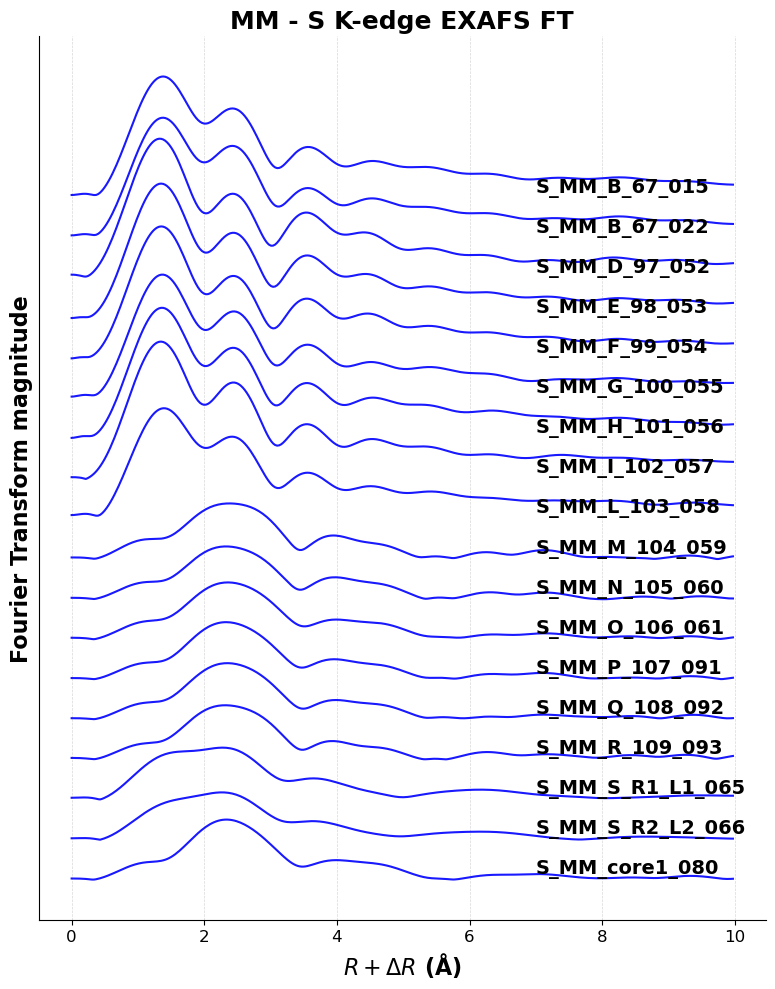 MM - S K-edge EXAFS FT
Fourier Transform magnitude
S_MM_B_67_015
S_MM_B_67_022
S_MM_D_97_052
S_MM_E_98_053
S_MM_F_99_054
S_MM_G_100_055
S_MM_H_101_056
S_MM_I_102_057
S_MM_L_103_058
S_MM_M_104_059
S_MM_N_105_060
S_MM_O_106_061
S_MM_P_107_091
S_MM_Q_108_092
S_MM_R_109_093
S_MM_S_R1_L1_065
S_MM_S_R2_L2_066
S_MM_core1_080
0 2 4 6 8 10
R + ΔR (Å)